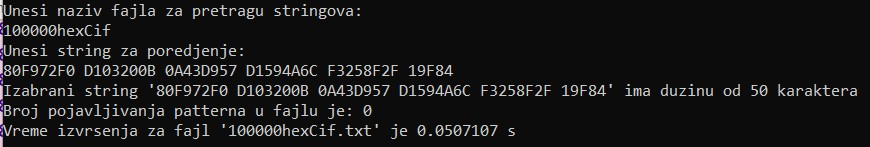 Unesi naziv fajla za pretragu stringova:
100000hexCif
Unesi string za poredjenje:
80F972F0 D103200B 0A43D957 D1594A6C F3258F2F 19F84
Izabrani string '80F972F0 D103200B 0A43D957 D1594A6C F3258F2F 19F84' ima duzinu od 50 karaktera
Broj pojavljivanja patterna u fajlu je: 0
Vreme izvrsenja za fajl '100000hexCif.txt' je 0.0507107 s